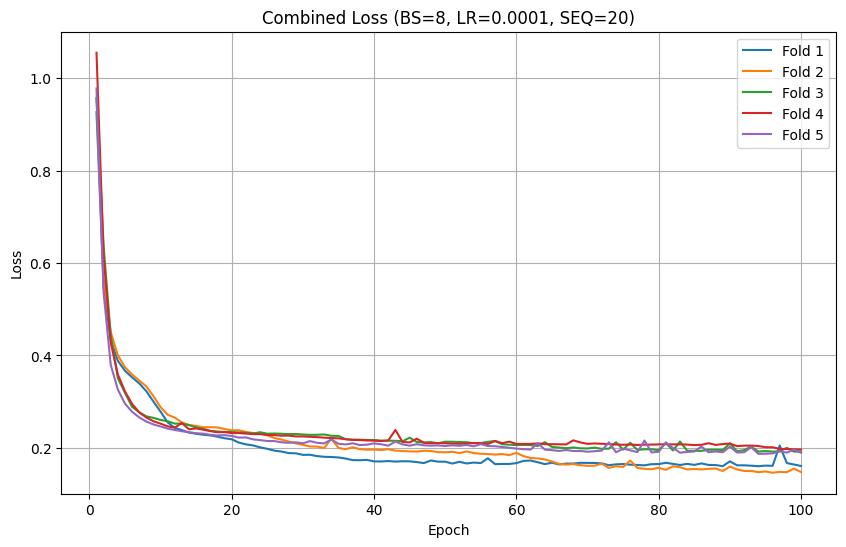 Combined Loss (BS=8, LR=0.0001, SEQ=20)
Fold 1
Fold 2
Fold 3
Fold 4
Fold 5
Loss
1.0
0.8
0.6
0.4
0.2
0
20
40
60
80
100
Epoch